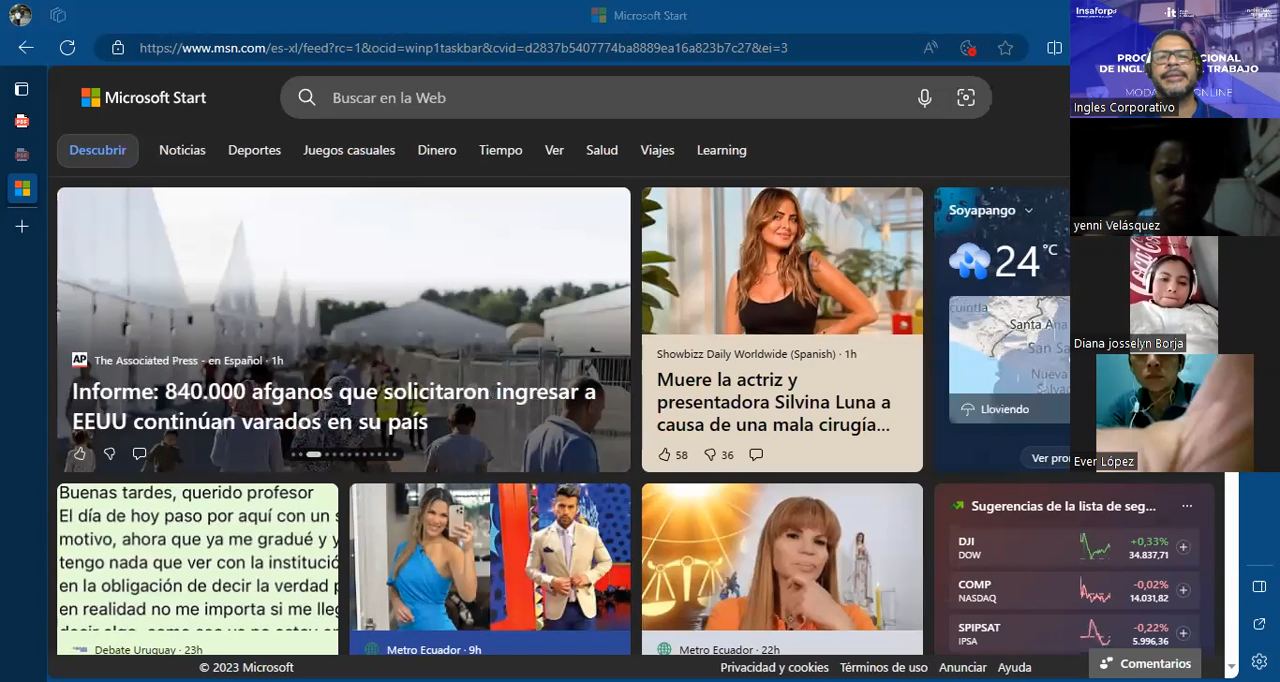 Microsoft Start
https://www.msn.com/es-xl/feed?rc=1&ocid=winp1taskbar&cvid=d2837b5407774ba8889ea16a823b7c27&ei=3
Microsoft Start
Buscar en la Web
Descubrir
Noticias
Deportes
Juegos casuales
Dinero
Tiempo
Ver
Salud
Viajes
Learning
The Associated Press - en Español · 1h
Informe: 840.000 afganos que solicitaron ingresar a
EEUU continúan varados en su país
Showbizz Daily Worldwide (Spanish) · 1h
Muere la actriz y
presentadora Silvina Luna a
causa de una mala cirugía...
58
36
Soyapango
24 °C
Santa Ana
San Sa
Nueva
Lloviendo
Ver pro
Buenas tardes, querido profesor
El día de hoy paso por aquí con un s
motivo, ahora que ya me gradué y y
tengo nada que ver con la institució
en la obligación de decir la verdad p
en realidad no me importa si me lleg
Debate Uruguay · 23h
Metro Ecuador · 9h
Metro Ecuador · 22h
Sugerencias de la lista de seg...
DJI
DOW
+0,33%
34.837,71
COMP
NASDAQ
-0,02%
14.031,82
SPIPSAT
IPSA
-0,22%
5.996,36
© 2023 Microsoft
Privacidad y cookies
Términos de uso
Anunciar
Ayuda
Comentarios
Insaforp
.it
DE INGL
TRABAJO
Ingles Corporativo
yenni Velásquez
Coca
Diana josselyn Borja
Ever López